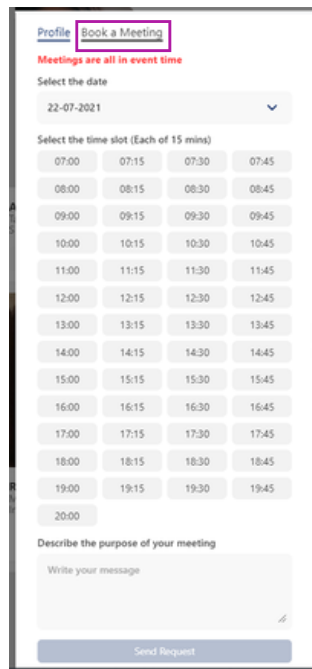 Profile Book a Meeting
Meetings are all in event time
Select the date
22-07-2021
Select the time slot (Each of 15 mins)
07:00 07:15 07:30 07:45
08:00 08:15 08:30 08:45
09:00 09:15 09:30 09:45
10:00 10:15 10:30 10:45
11:00 11:15 11:30 11:45
12:00 12:15 12:30 12:45
13:00 13:15 13:30 13:45
14:00 14:15 14:30 14:45
15:00 15:15 15:30 15:45
16:00 16:15 16:30 16:45
17:00 17:15 17:30 17:45
18:00 18:15 18:30 18:45
19:00 19:15 19:30 19:45
20:00
Describe the purpose of your meeting
Write your message
Send Request